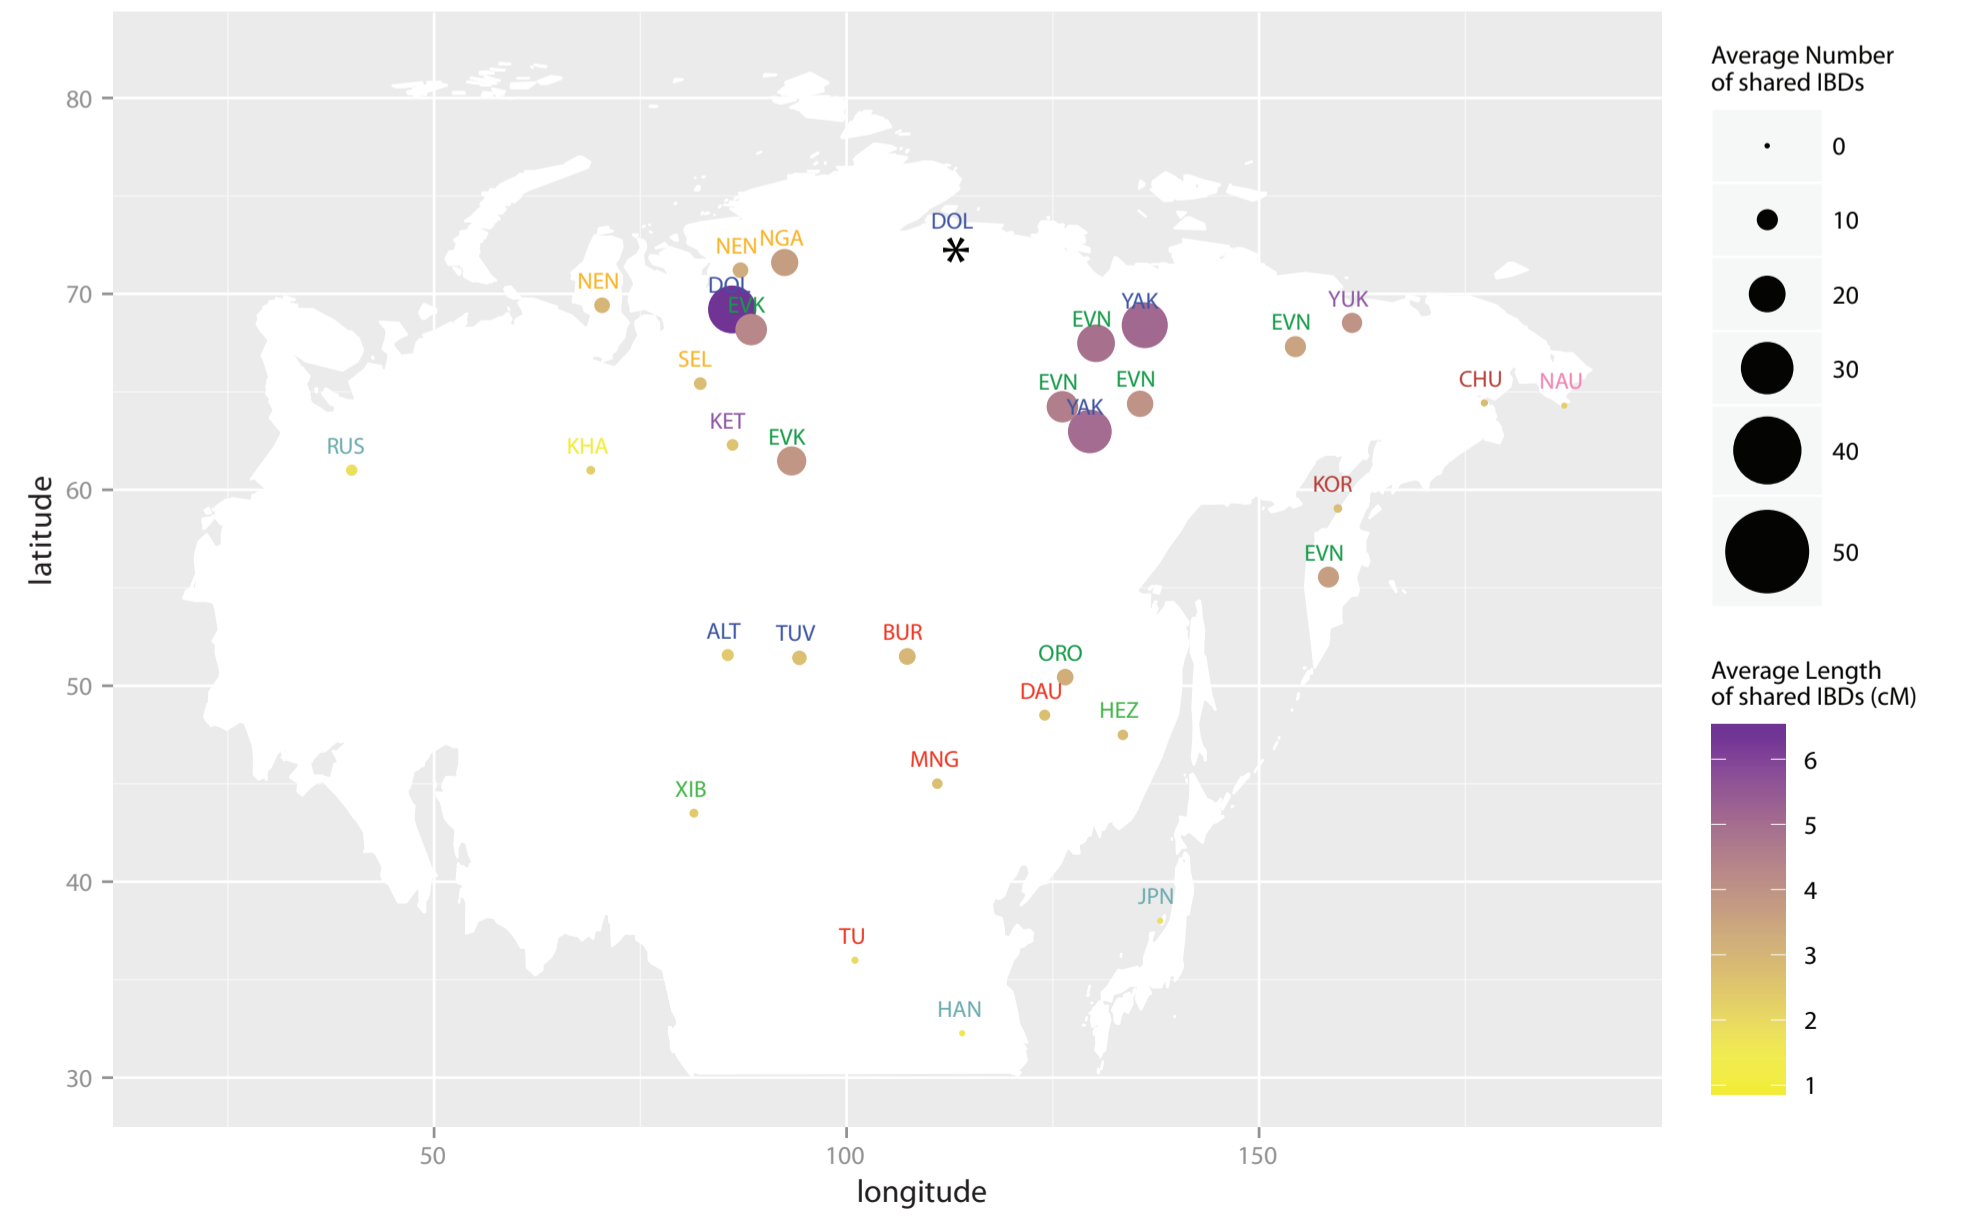 80
70
60
50
40
30
latitude
50
100
150
longitude
DOL
*
NEN
NGA
NEN
DOL
EVK
YAK
YUK
EVN
EVN
SEL
EVN
EVN
CHU
NAU
YAK
KET
EVK
RUS
KHA
KOR
EVN
ALT
TUV
BUR
ORO
DAU
HEZ
MNG
XIB
JPN
TU
HAN
Average Number
of shared IBDs
0
10
20
30
40
50
Average Length
of shared IBDs (cM)
6
5
4
3
2
1